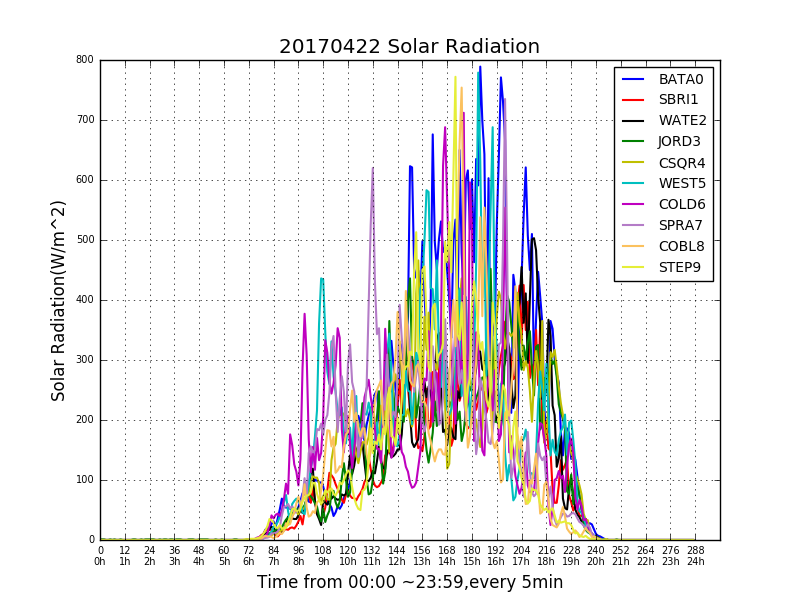 20170422 Solar Radiation
Solar Radiation(W/m^2)
800
700
600
500
400
300
200
100
0
BATA0
SBRI1
WATE2
JORD3
CSQR4
WEST5
COLD6
SPRA7
COBL8
STEP9
0 12 24 36 48 60 72 84 96 108 120 132 144 156 168 180 192 204 216 228 240 252 264 276 288
0h 1h 2h 3h 4h 5h 6h 7h 8h 9h 10h 11h 12h 13h 14h 15h 16h 17h 18h 19h 20h 21h 22h 23h 24h
Time from 00:00 ~23:59,every 5min